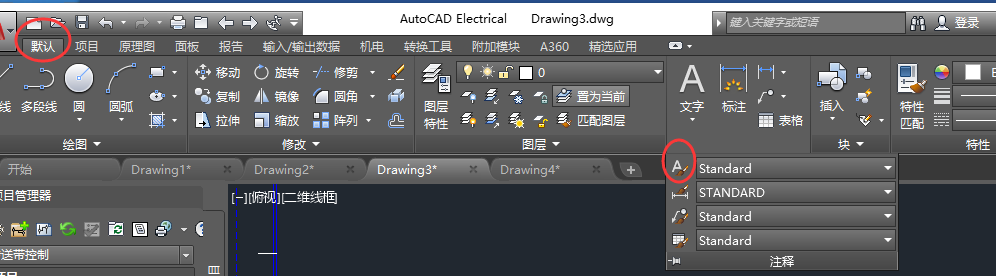 AutoCAD Electrical Drawing3.dwg
键入关键字或短语
登录
默认 项目 原理图 面板 报告 输入/输出数据 机电 转换工具 附加模块 A360 精选应用
线 多段线 圆 圆弧
移动 旋转 修剪
复制 镜像 圆角
拉伸 缩放 阵列
图层
特性
0
置为当前
匹配图层
文字 标注 表格
插入
特性
匹配
绘图 修改 图层 块 特性
开始 Drawing1* Drawing2* Drawing3* Drawing4*
Standard
STANDARD
Standard
Standard
注释
项目管理器
[−][俯视][二维线框]
送带控制